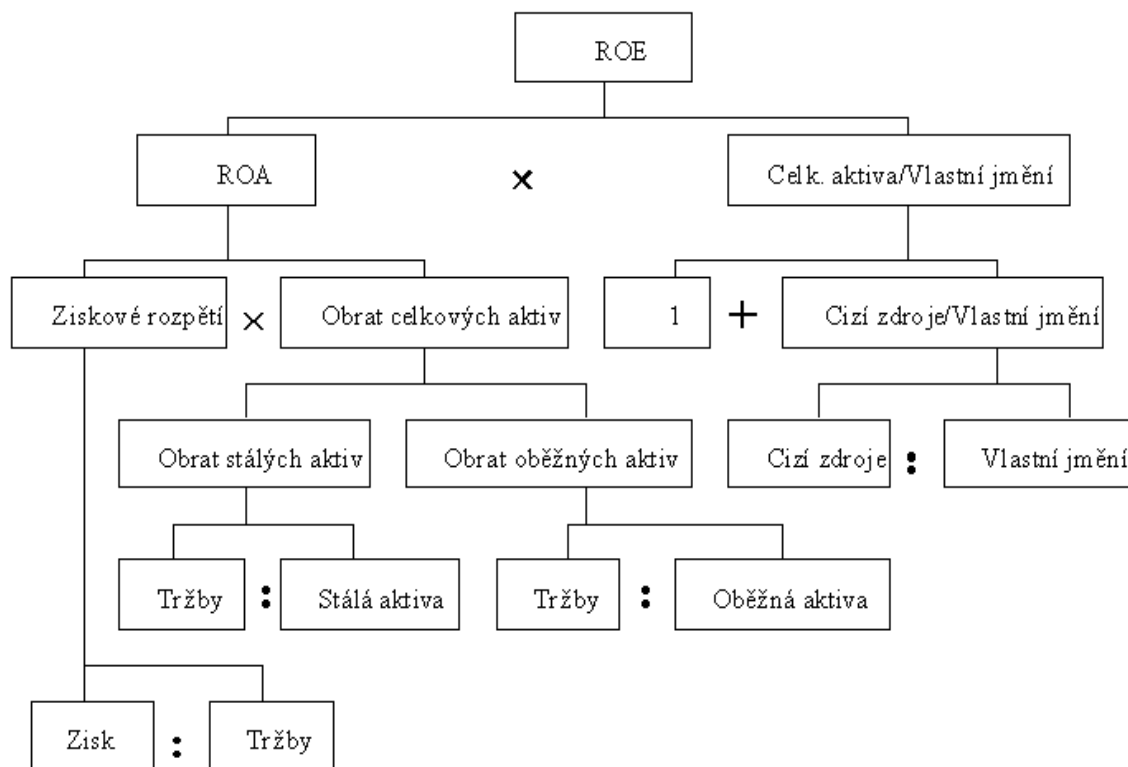 ROE
ROA × Celk. aktiva/Vlastní jmění
Ziskové rozpětí × Obrat celkových aktiv 1 + Cizí zdroje/Vlastní jmění
Obrat stálých aktiv Obrat oběžných aktiv Cizí zdroje : Vlastní jmění
Tržby : Stálá aktiva Tržby : Oběžná aktiva
Zisk : Tržby